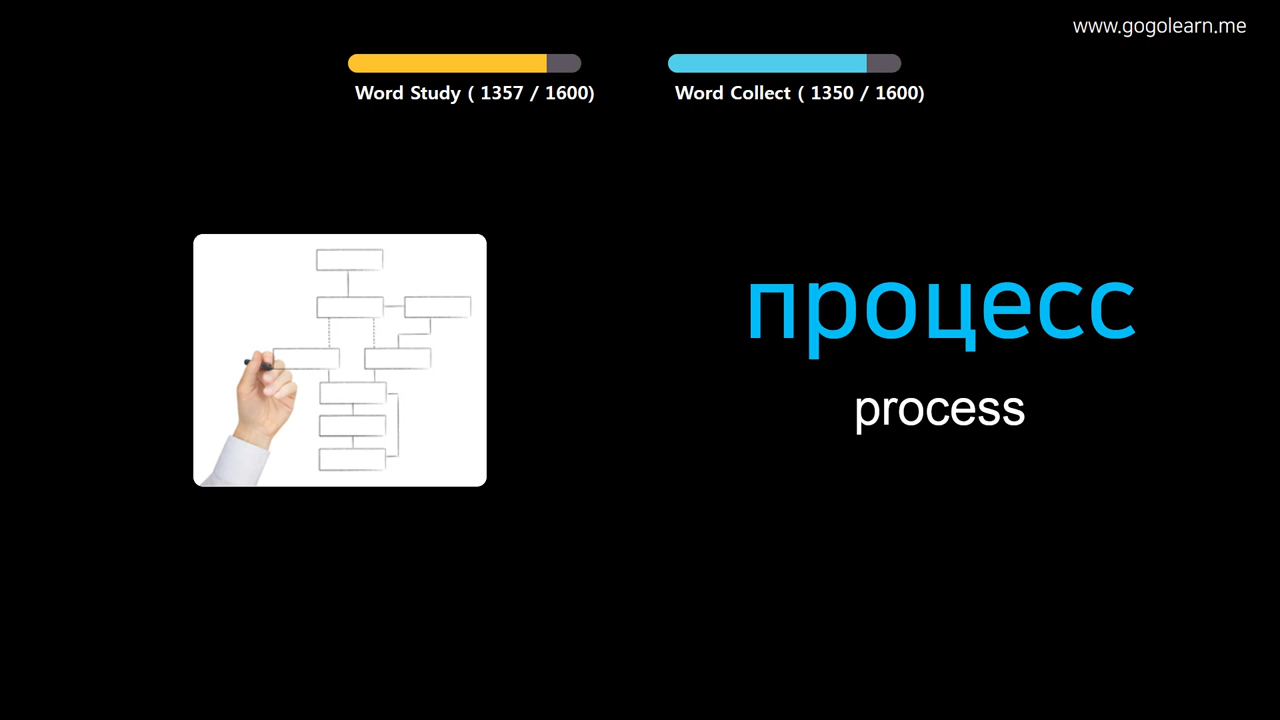 www.gogolearn.me
Word Study ( 1357 / 1600)
Word Collect ( 1350 / 1600)
процесс
process